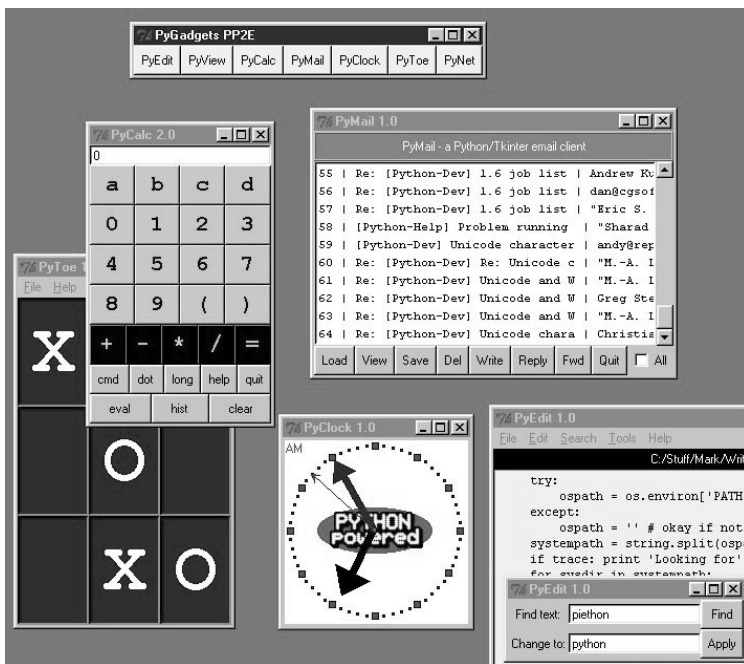 PyGadgets PP2E
PyEdit PyView PyCalc PyMail PyClock PyToe PyNet
PyCalc 2.0
0
a b c d
0 1 2 3
4 5 6 7
8 9 ( )
+ - * / =
cmd dot long help quit
eval hist clear
PyMail 1.0
PyMail - a Python/Tkinter email client
55 | Re: [Python-Dev] 1.6 job list | Andrew Ku
56 | Re: [Python-Dev] 1.6 job list | dan@cgsof
57 | Re: [Python-Dev] 1.6 job list | "Eric S.
58 | [Python-Help] Problem running | "Sharad
59 | [Python-Dev] Unicode character | andy@rep
60 | Re: [Python-Dev] Re: Unicode c | "M.-A. L
61 | Re: [Python-Dev] Unicode and W | "M.-A. L
62 | Re: [Python-Dev] Unicode and W | Greg Ste
63 | Re: [Python-Dev] Unicode and W | "M.-A. L
64 | Re: [Python-Dev] Unicode chara | Christia
Load View Save Del Write Reply Fwd Quit All
PyToe 1
File Help
X
O
X O
PyClock 1.0
AM
PYTHON
Powered
PyEdit 1.0
File Edit Search Tools Help
C:/Stuff/Mark/Writ
try:
ospath = os.environ['PATH
except:
ospath = '' # okay if not
systempath = string.split(osp
if trace: print 'Looking for'
for sysdir in systempath:
PyEdit 1.0
Find text: piethon Find
Change to: python Apply